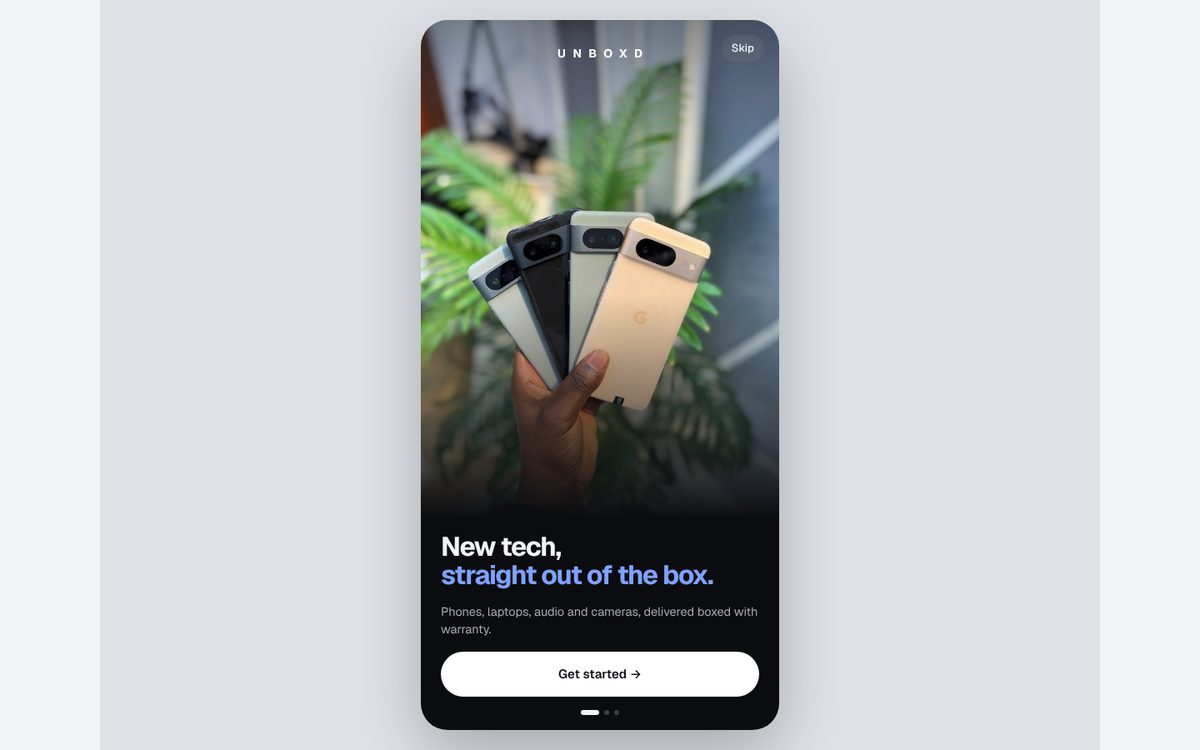 UNBOXD
Skip
G
New tech,
straight out of the box.
Phones, laptops, audio and cameras, delivered boxed with
warranty.
Get started →